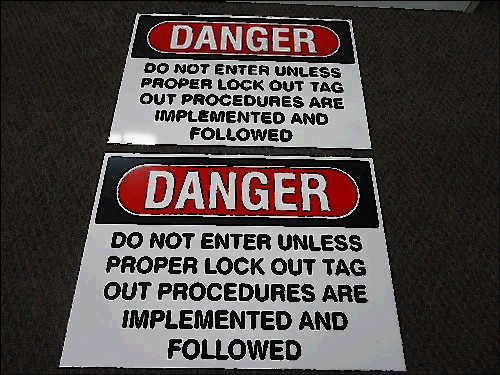 DANGER
DO NOT ENTER UNLESS
PROPER LOCK OUT TAG
OUT PROCEDURES ARE
IMPLEMENTED AND
FOLLOWED
DANGER
DO NOT ENTER UNLESS
PROPER LOCK OUT TAG
OUT PROCEDURES ARE
IMPLEMENTED AND
FOLLOWED